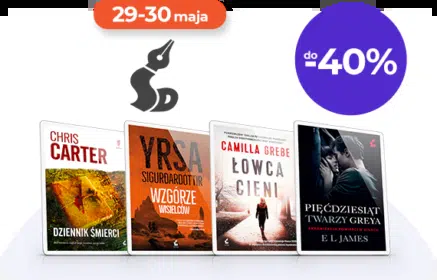 29-30 maja
do
-40%
CHRIS
CARTER
DZIENNIK ŚMIERCI
YRSA
SIGURÐARDÓTTIR
WZGÓRZE
WISIELCÓW
CAMILLA GREBE
ŁOWCA
CIENI
PIĘĆDZIESIĄT
TWARZY GREYA
E L JAMES